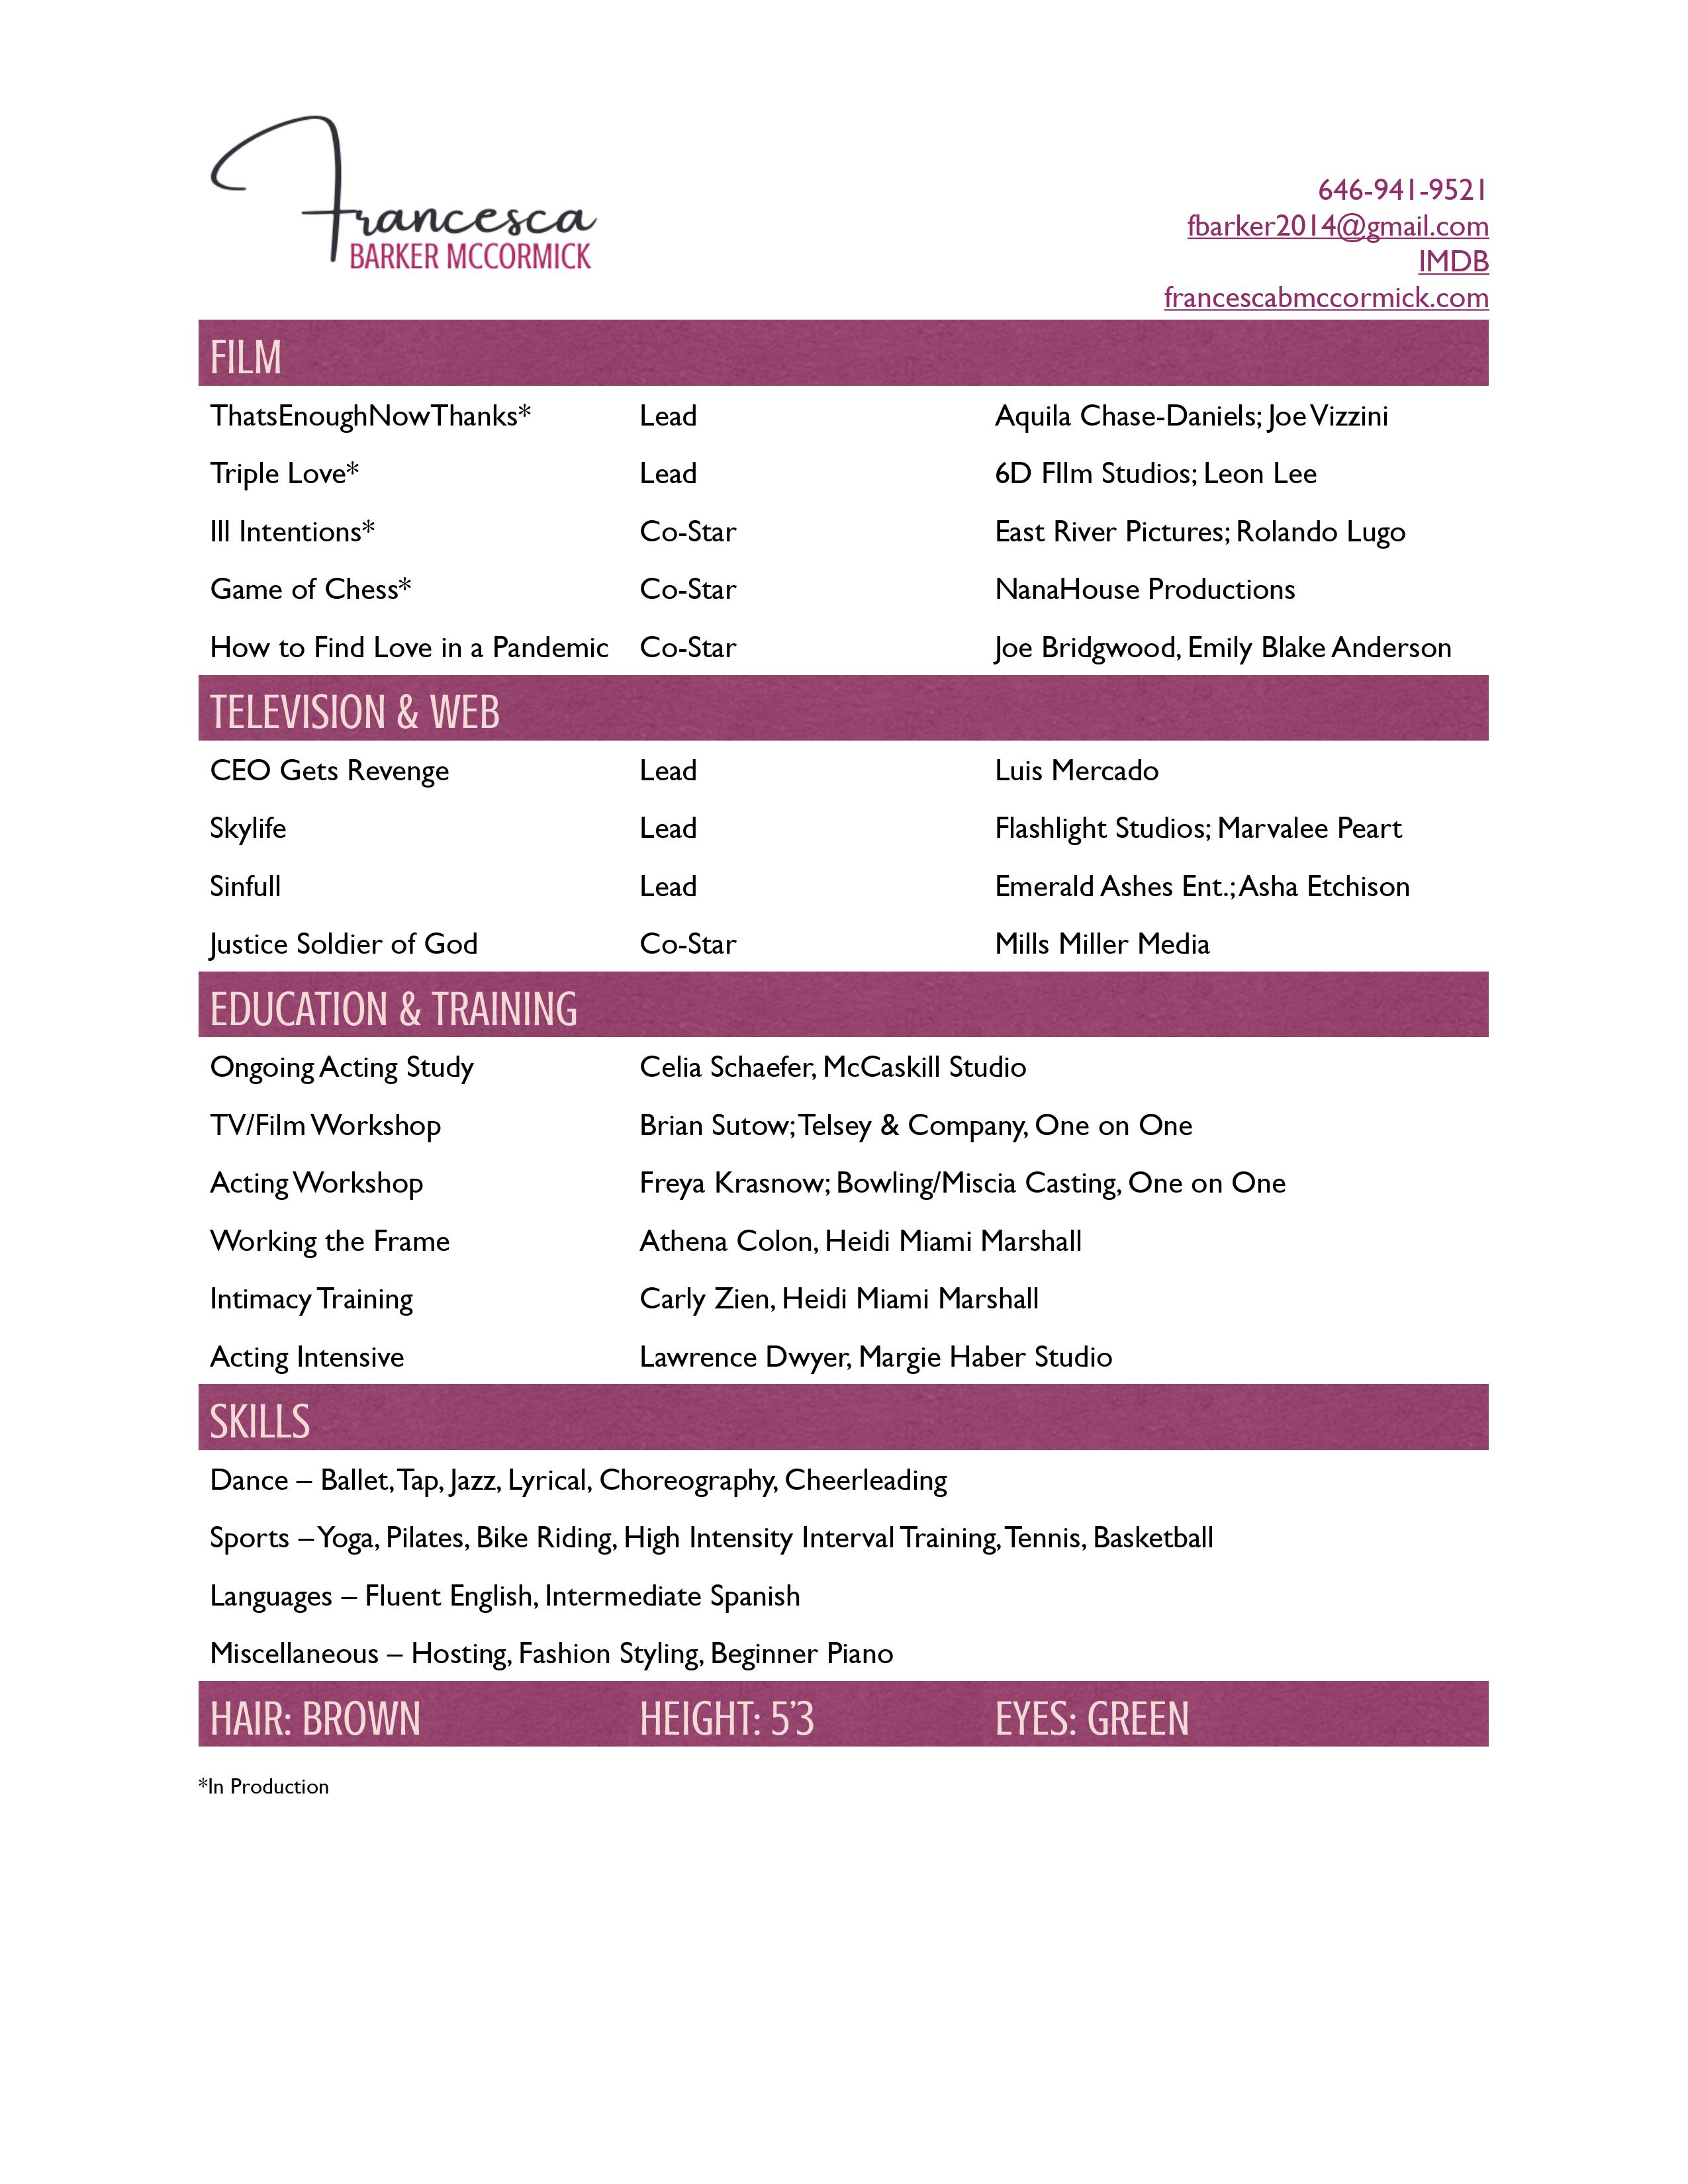 Francesca
BARKER MCCORMICK
646-941-9521
fbarker2014@gmail.com
IMDB
francescabmccormick.com
FILM
ThatsEnoughNowThanks* Lead Aquila Chase-Daniels; Joe Vizzini
Triple Love* Lead 6D FIlm Studios; Leon Lee
Ill Intentions* Co-Star East River Pictures; Rolando Lugo
Game of Chess* Co-Star NanaHouse Productions
How to Find Love in a Pandemic Co-Star Joe Bridgwood, Emily Blake Anderson
TELEVISION & WEB
CEO Gets Revenge Lead Luis Mercado
Skylife Lead Flashlight Studios; Marvalee Peart
Sinfull Lead Emerald Ashes Ent.; Asha Etchison
Justice Soldier of God Co-Star Mills Miller Media
EDUCATION & TRAINING
Ongoing Acting Study Celia Schaefer, McCaskill Studio
TV/Film Workshop Brian Sutow; Telsey & Company, One on One
Acting Workshop Freya Krasnow; Bowling/Miscia Casting, One on One
Working the Frame Athena Colon, Heidi Miami Marshall
Intimacy Training Carly Zien, Heidi Miami Marshall
Acting Intensive Lawrence Dwyer, Margie Haber Studio
SKILLS
Dance – Ballet, Tap, Jazz, Lyrical, Choreography, Cheerleading
Sports – Yoga, Pilates, Bike Riding, High Intensity Interval Training, Tennis, Basketball
Languages – Fluent English, Intermediate Spanish
Miscellaneous – Hosting, Fashion Styling, Beginner Piano
HAIR: BROWN HEIGHT: 5’3 EYES: GREEN
*In Production